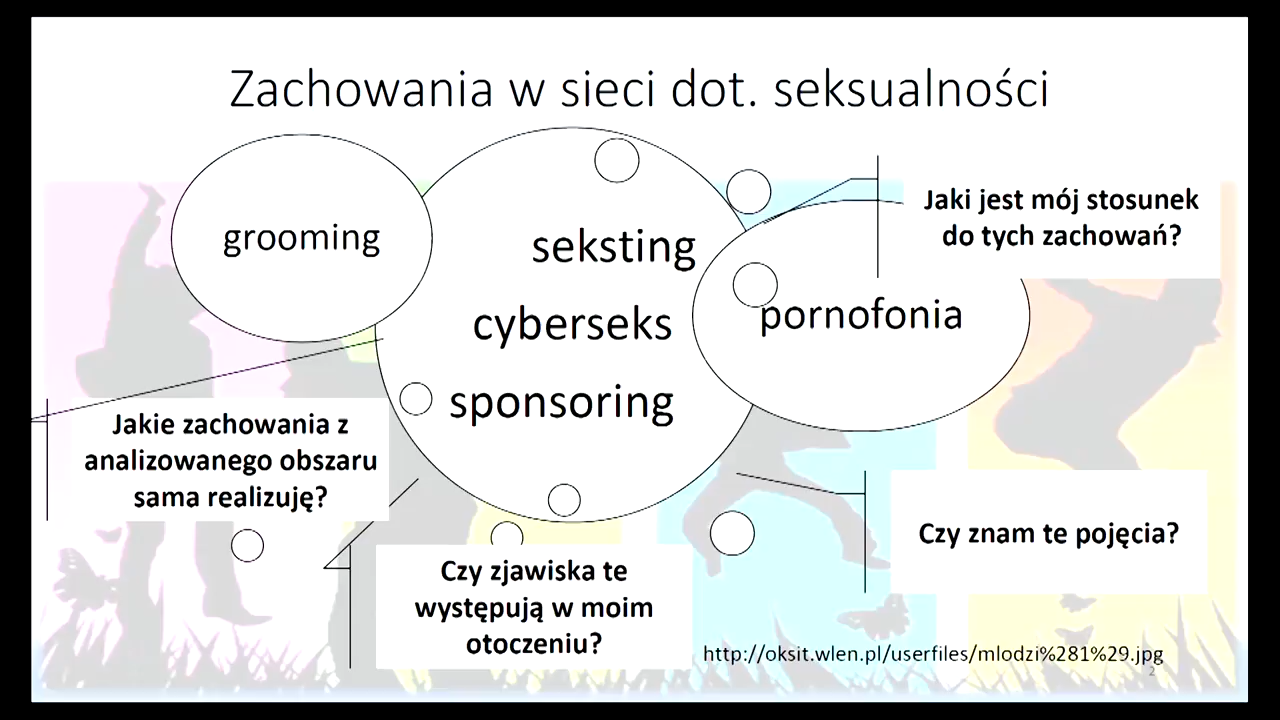 Zachowania w sieci dot. seksualności
grooming
seksting
cyberseks
sponsoring
pornofonia
Jaki jest mój stosunek
do tych zachowań?
Jakie zachowania z
analizowanego obszaru
sama realizuję?
Czy zjawiska te
występują w moim
otoczeniu?
Czy znam te pojęcia?
http://oksit.wlen.pl/userfiles/mlodzi%281%29.jpg
2